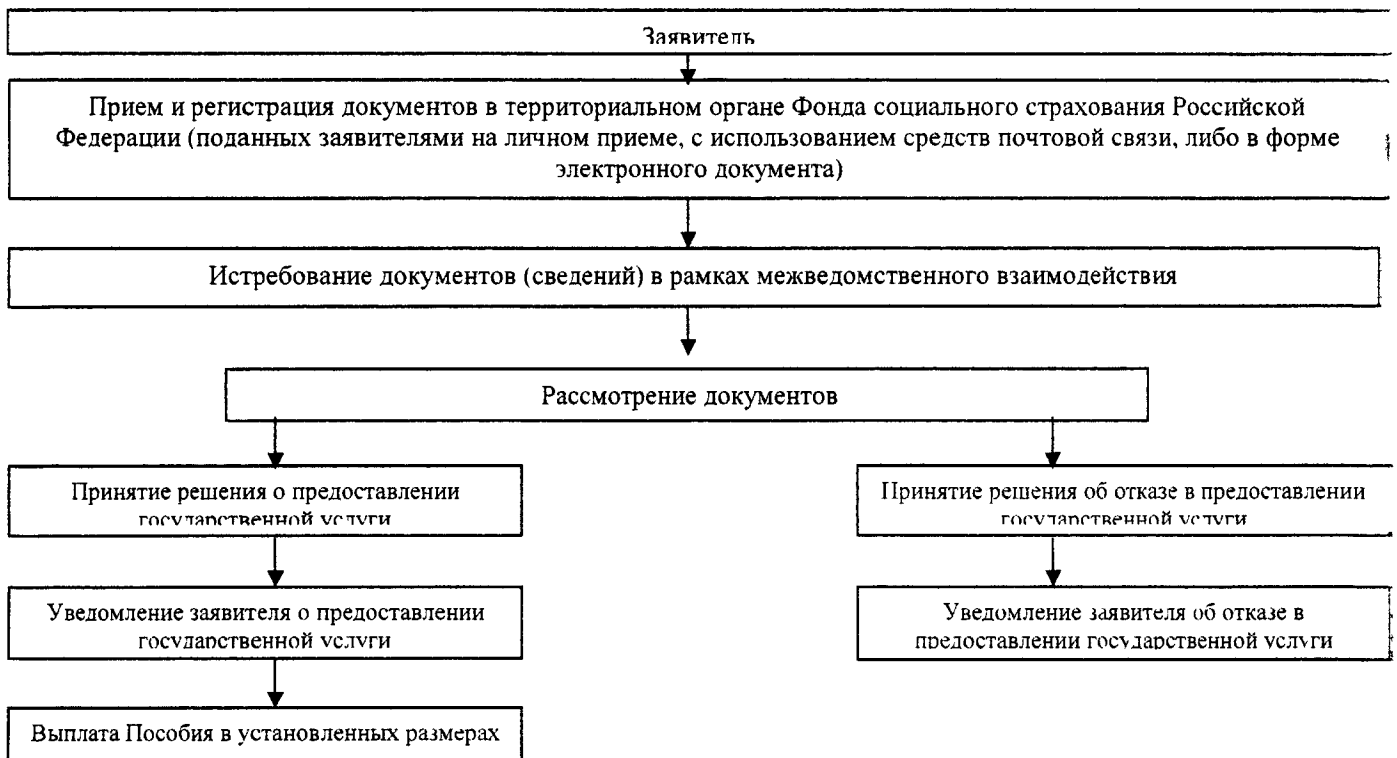 Заявитель
Прием и регистрация документов в территориальном органе Фонда социального страхования Российской
Федерации (поданных заявителями на личном приеме, с использованием средств почтовой связи, либо в форме
электронного документа)
Истребование документов (сведений) в рамках межведомственного взаимодействия
Рассмотрение документов
Принятие решения о предоставлении
государственной услуги
Принятие решения об отказе в предоставлении
государственной услуги
Уведомление заявителя о предоставлении
государственной услуги
Уведомление заявителя об отказе в
предоставлении государственной услуги
Выплата Пособия в установленных размерах